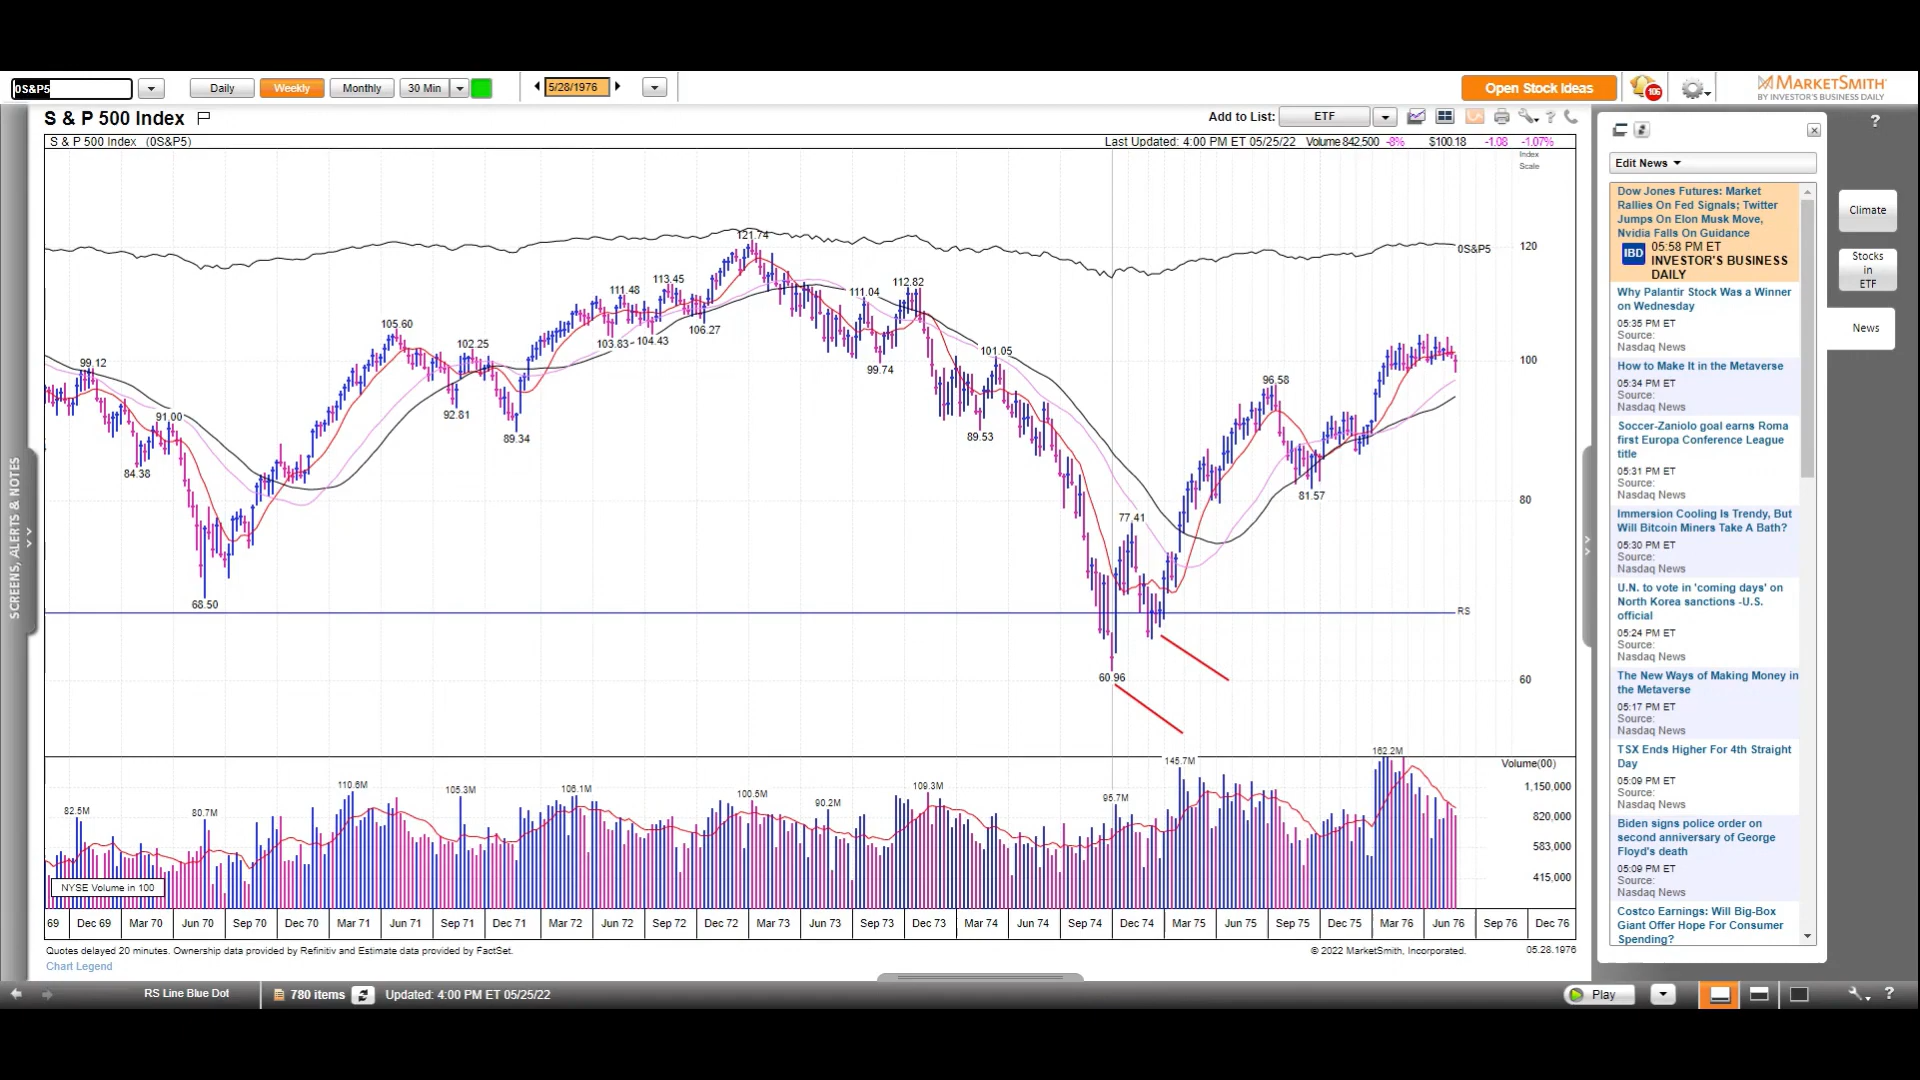 0S&P5
Daily
Weekly
Monthly
30 Min
5/28/1976
Open Stock Ideas
106
MARKETSMITH
BY INVESTOR'S BUSINESS DAILY
S & P 500 Index
Add to List:
ETF
?
S & P 500 Index (0S&P5)
Last Updated: 4:00 PM ET 05/25/22 Volume 842,500 -8% $100.18 -1.08 -1.07%
Index
Scale
0S&P5
120
100
80
60
RS
99.12
84.38
91.00
68.50
105.60
92.81
102.25
89.34
111.48
103.83
104.43
113.45
106.27
121.74
111.04
99.74
112.82
89.53
101.05
60.96
77.41
96.58
81.57
Volume(00)
1,150,000
820,000
583,000
415,000
82.5M
80.7M
110.6M
105.3M
106.1M
100.5M
90.2M
109.3M
95.7M
145.7M
162.2M
NYSE Volume in 100
69 Dec 69 Mar 70 Jun 70 Sep 70 Dec 70 Mar 71 Jun 71 Sep 71 Dec 71 Mar 72 Jun 72 Sep 72 Dec 72 Mar 73 Jun 73 Sep 73 Dec 73 Mar 74 Jun 74 Sep 74 Dec 74 Mar 75 Jun 75 Sep 75 Dec 75 Mar 76 Jun 76 Sep 76 Dec 76
Quotes delayed 20 minutes. Ownership data provided by Refinitiv and Estimate data provided by FactSet.
© 2022 MarketSmith, Incorporated.
05.28.1976
Chart Legend
SCREENS, ALERTS & NOTES
RS Line Blue Dot
780 items
Updated: 4:00 PM ET 05/25/22
Play
?
Edit News
Dow Jones Futures: Market
Rallies On Fed Signals; Twitter
Jumps On Elon Musk Move,
Nvidia Falls On Guidance
IBD
05:58 PM ET
INVESTOR'S BUSINESS
DAILY
Why Palantir Stock Was a Winner
on Wednesday
05:35 PM ET
Source:
Nasdaq News
How to Make It in the Metaverse
05:34 PM ET
Source:
Nasdaq News
Soccer-Zaniolo goal earns Roma
first Europa Conference League
title
05:31 PM ET
Source:
Nasdaq News
Immersion Cooling Is Trendy, But
Will Bitcoin Miners Take A Bath?
05:30 PM ET
Source:
Nasdaq News
U.N. to vote in 'coming days' on
North Korea sanctions -U.S.
official
05:24 PM ET
Source:
Nasdaq News
The New Ways of Making Money in
the Metaverse
05:17 PM ET
Source:
Nasdaq News
TSX Ends Higher For 4th Straight
Day
05:09 PM ET
Source:
Nasdaq News
Biden signs police order on
second anniversary of George
Floyd's death
05:09 PM ET
Source:
Nasdaq News
Costco Earnings: Will Big-Box
Giant Offer Hope For Consumer
Spending?
?
Climate
Stocks
in
ETF
News